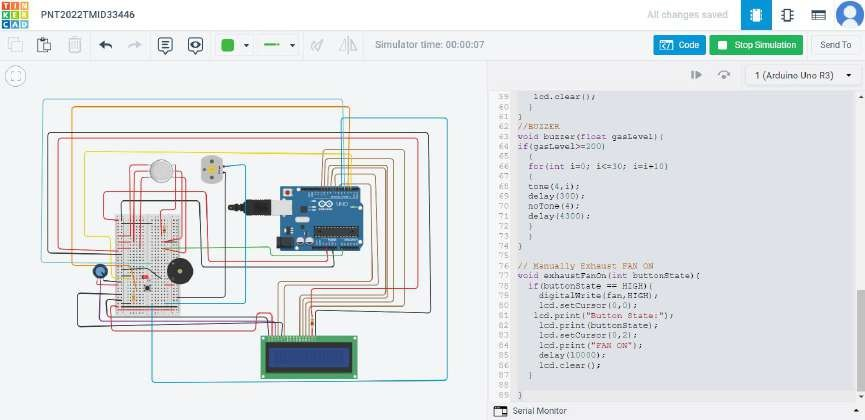 TIN
KER
CAD
PNT2022TMID33446
All changes saved
Simulator time: 00:00:07
Code
Stop Simulation
Send To
1 (Arduino Uno R3)
59 lcd.clear();
60 }
61 }
62 //BUZZER
63 void buzzer(float gasLevel){
64 if(gasLevel>=200)
65 {
66 for(int i=0; i<=30; i=i+10)
67 {
68 tone(4,i);
69 delay(300);
70 noTone(4);
71 delay(4300);
72 }
73 }
74 }
75
76 // Manually Exhaust FAN ON
77 void exhaustFanOn(int buttonState){
78 if(buttonState == HIGH){
79 digitalWrite(fan,HIGH);
80 lcd.setCursor(0,0);
81 lcd.print("Button State:");
82 lcd.print(buttonState);
83 lcd.setCursor(0,2);
84 lcd.print("FAN ON");
85 delay(10000);
86 lcd.clear();
87 }
88
89 }
Serial Monitor
UNO